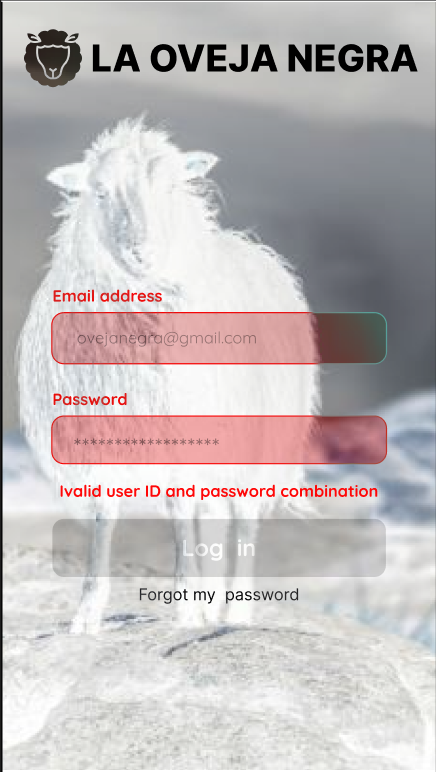 LA OVEJA NEGRA
Email address
ovejanegra@gmail.com
Password
******************
Ivalid user ID and password combination
Log in
Forgot my password